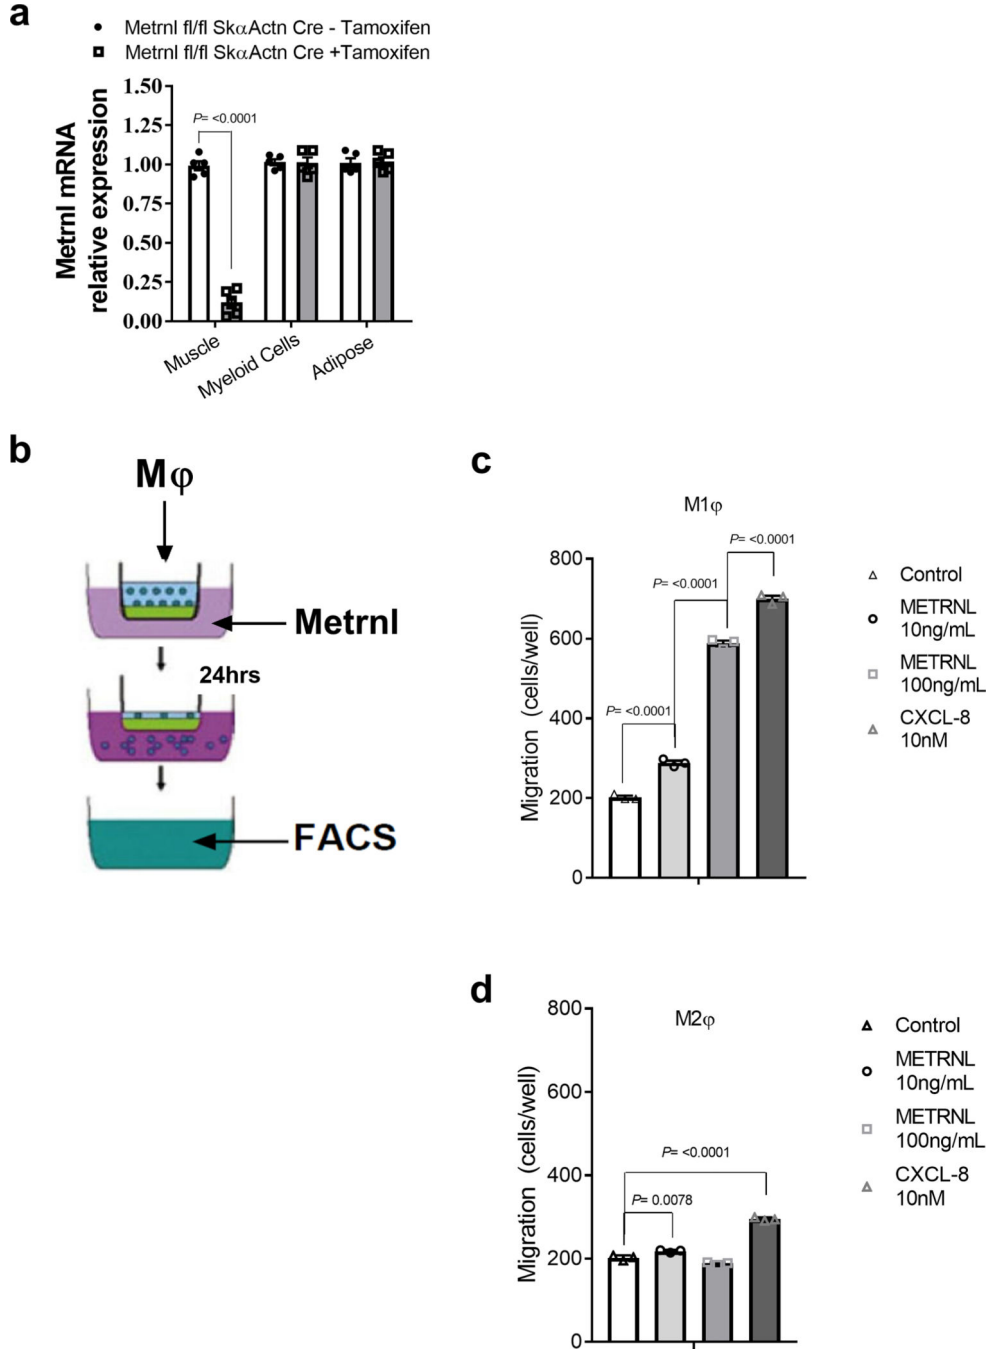 a
Metrnl fl/fl SkαActn Cre - Tamoxifen
Metrnl fl/fl SkαActn Cre +Tamoxifen
Metrnl mRNA
relative expression
1.50
1.25
1.00
0.75
0.50
0.25
0.00
P= <0.0001
Muscle
Myeloid Cells
Adipose
b
Mφ
Metrnl
24hrs
FACS
c
M1φ
Migration (cells/well)
800
600
400
200
0
P= <0.0001
P= <0.0001
P= <0.0001
Control
METRNL
10ng/mL
METRNL
100ng/mL
CXCL-8
10nM
d
M2φ
Migration (cells/well)
800
600
400
200
0
P= <0.0001
P= 0.0078
Control
METRNL
10ng/mL
METRNL
100ng/mL
CXCL-8
10nM